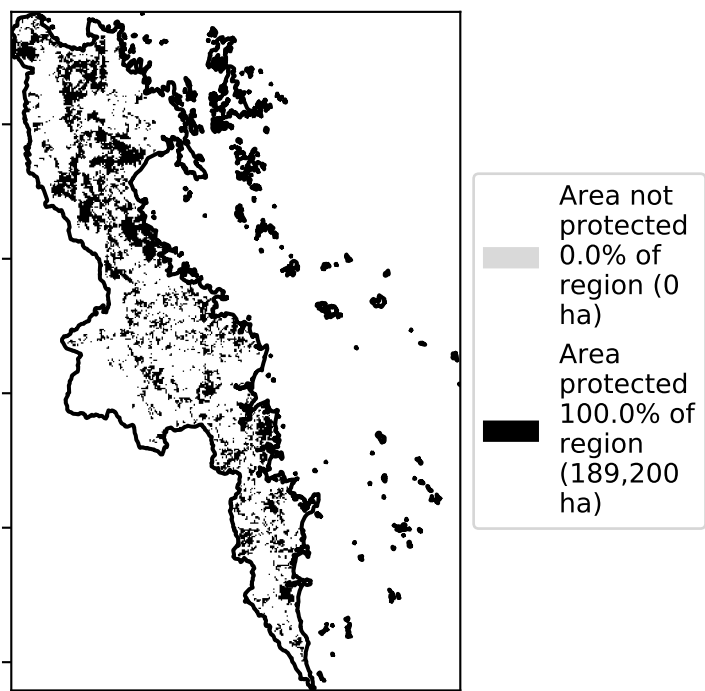 Area not
protected
0.0% of
region (0
ha)
Area
protected
100.0% of
region
(189,200
ha)